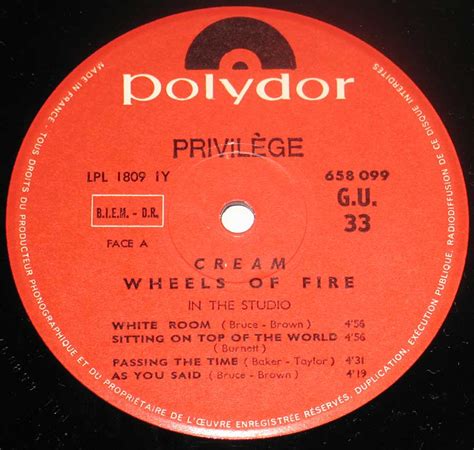 polydor
PRIVILÈGE
LPL 1809 1Y
658 099
B.I.E.M. - D.R.
G.U.
33
FACE A
CREAM
WHEELS OF FIRE
IN THE STUDIO
WHITE ROOM (Bruce - Brown) 4'56
SITTING ON TOP OF THE WORLD 4'56
(Burnett)
PASSING THE TIME (Baker - Taylor) 4'31
AS YOU SAID (Bruce - Brown) 4'19
MADE IN FRANCE - TOUS DROITS DU PRODUCTEUR PHONOGRAPHIQUE ET DU PROPRIÉTAIRE DE L'ŒUVRE ENREGISTRÉE RÉSERVÉS, DUPLICATION, EXÉCUTION PUBLIQUE, RADIODIFFUSION DE CE DISQUE INTERDITES